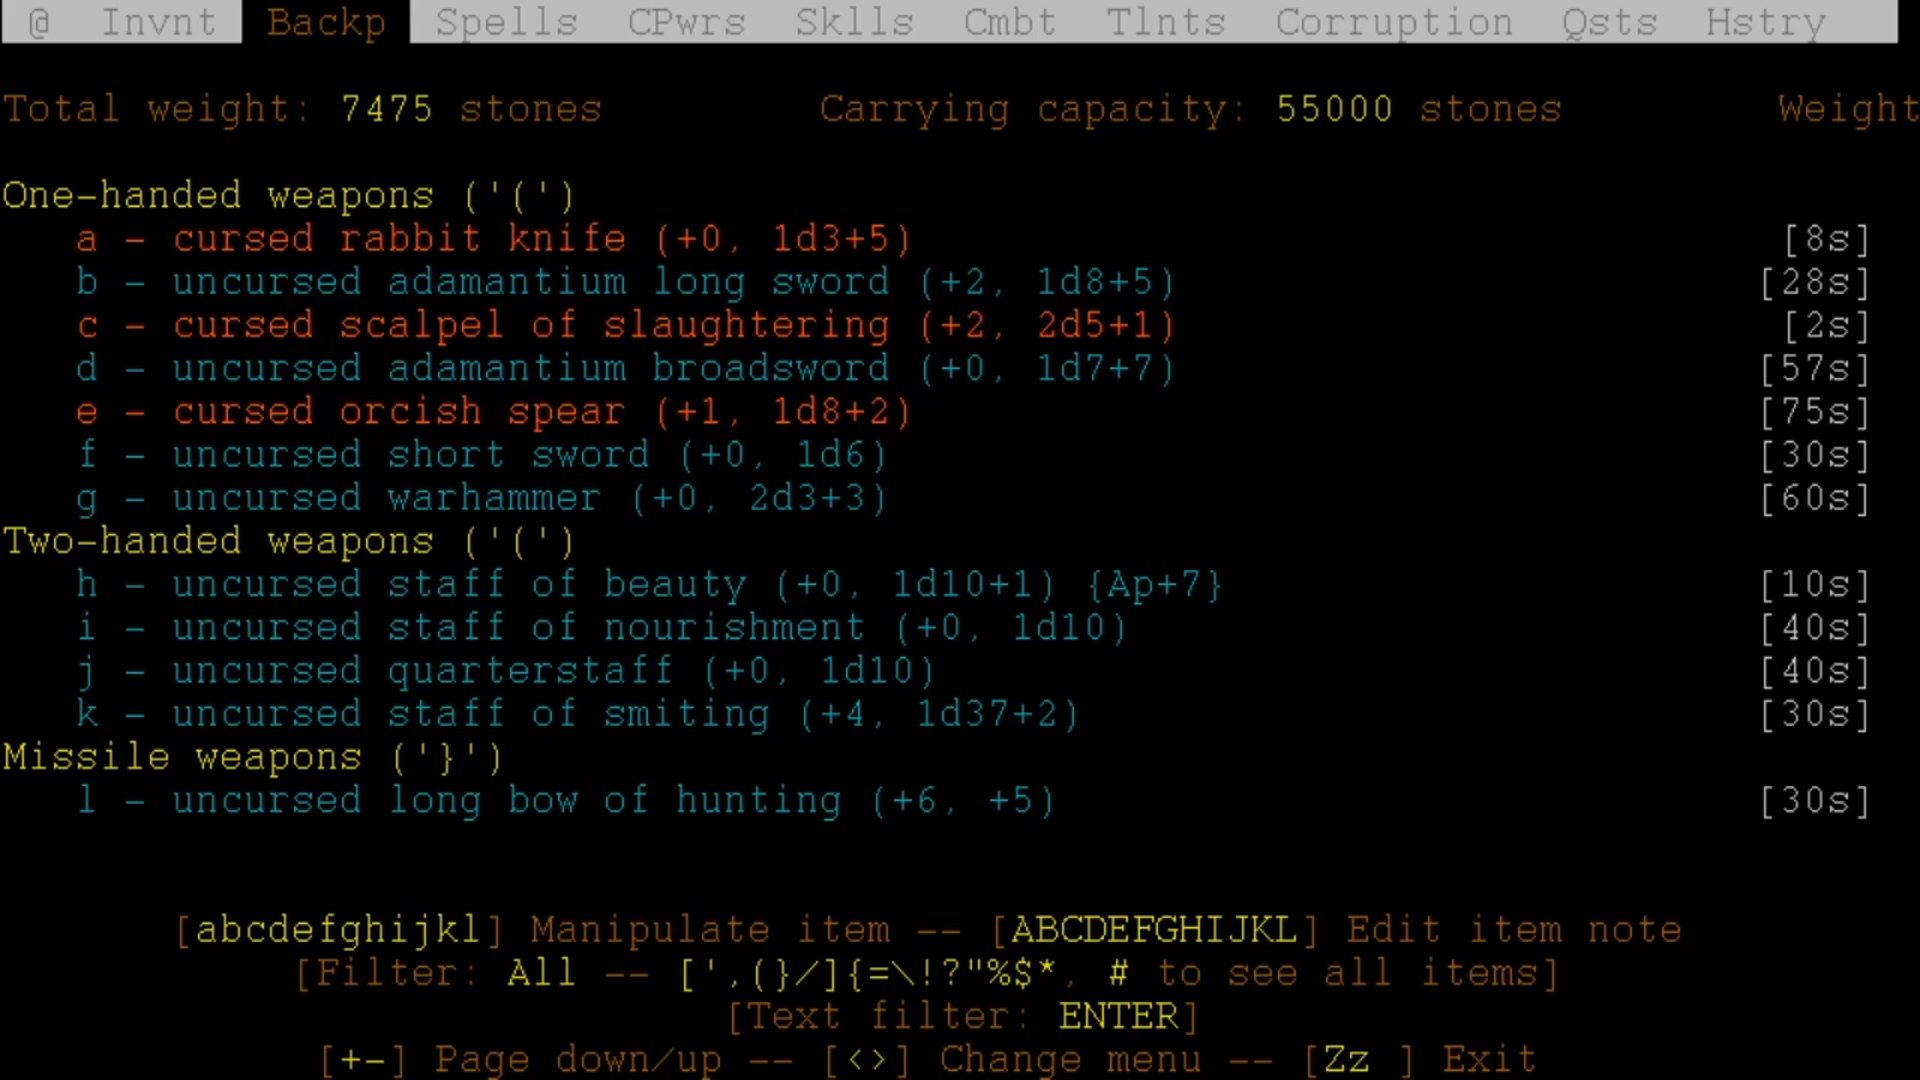 @ Invnt Backp Spells CPwrs Sklls Cmbt Tlnts Corruption Qsts Hstry
Total weight: 7475 stones Carrying capacity: 55000 stones Weight
One-handed weapons ('(')
a - cursed rabbit knife (+0, 1d3+5) [8s]
b - uncursed adamantium long sword (+2, 1d8+5) [28s]
c - cursed scalpel of slaughtering (+2, 2d5+1) [2s]
d - uncursed adamantium broadsword (+0, 1d7+7) [57s]
e - cursed orcish spear (+1, 1d8+2) [75s]
f - uncursed short sword (+0, 1d6) [30s]
g - uncursed warhammer (+0, 2d3+3) [60s]
Two-handed weapons ('(')
h - uncursed staff of beauty (+0, 1d10+1) {Ap+7} [10s]
i - uncursed staff of nourishment (+0, 1d10) [40s]
j - uncursed quarterstaff (+0, 1d10) [40s]
k - uncursed staff of smiting (+4, 1d37+2) [30s]
Missile weapons ('}')
l - uncursed long bow of hunting (+6, +5) [30s]
[abcdefghijkl] Manipulate item -- [ABCDEFGHIJKL] Edit item note
[Filter: All -- [',(}/]{=\!?"%$*, # to see all items]
[Text filter: ENTER]
[+-] Page down/up -- [<>] Change menu -- [Zz ] Exit